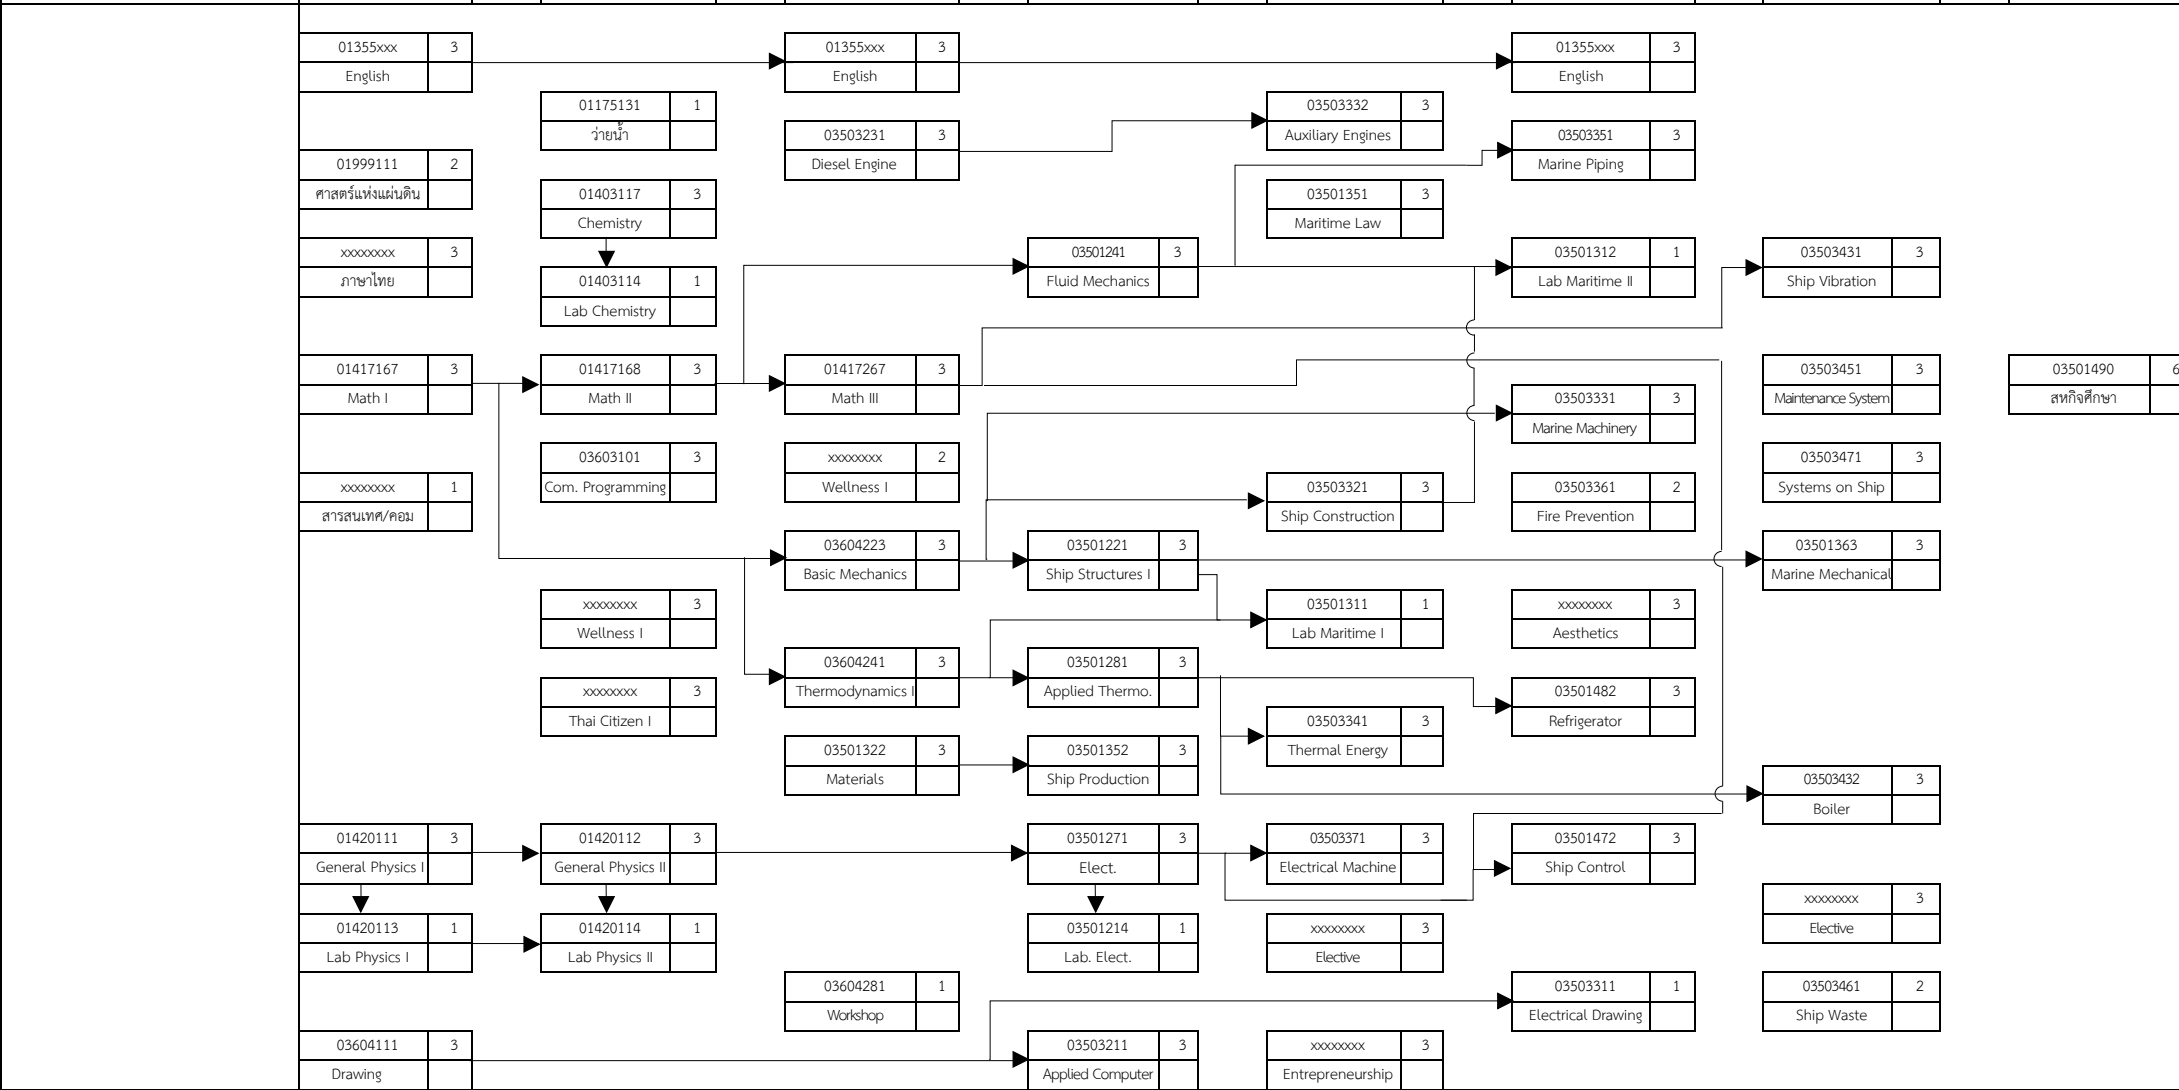 01355xxx 3
English
01999111 2
ศาสตร์แห่งแผ่นดิน
xxxxxxxx 3
ภาษาไทย
01417167 3
Math I
xxxxxxxx 1
สารสนเทศ/คอม
01420111 3
General Physics I
01420113 1
Lab Physics I
03604111 3
Drawing
01175131 1
ว่ายน้ำ
01403117 3
Chemistry
01403114 1
Lab Chemistry
01417168 3
Math II
03603101 3
Com. Programming
xxxxxxxx 3
Wellness I
xxxxxxxx 3
Thai Citizen I
01420112 3
General Physics II
01420114 1
Lab Physics II
01355xxx 3
English
03503231 3
Diesel Engine
01417267 3
Math III
xxxxxxxx 2
Wellness I
03604223 3
Basic Mechanics
03604241 3
Thermodynamics I
03501322 3
Materials
03604281 1
Workshop
03501241 3
Fluid Mechanics
03501221 3
Ship Structures I
03501281 3
Applied Thermo.
03501352 3
Ship Production
03501271 3
Elect.
03501214 1
Lab. Elect.
03503211 3
Applied Computer
03503332 3
Auxiliary Engines
03501351 3
Maritime Law
03503321 3
Ship Construction
03501311 1
Lab Maritime I
03503341 3
Thermal Energy
03503371 3
Electrical Machine
xxxxxxxx 3
Elective
xxxxxxxx 3
Entrepreneurship
01355xxx 3
English
03503351 3
Marine Piping
03501312 1
Lab Maritime II
03503331 3
Marine Machinery
03503361 2
Fire Prevention
xxxxxxxx 3
Aesthetics
03501482 3
Refrigerator
03501472 3
Ship Control
03503311 1
Electrical Drawing
03503431 3
Ship Vibration
03503451 3
Maintenance System
03503471 3
Systems on Ship
03501363 3
Marine Mechanical
03503432 3
Boiler
xxxxxxxx 3
Elective
03503461 2
Ship Waste
03501490 6
สหกิจศึกษา